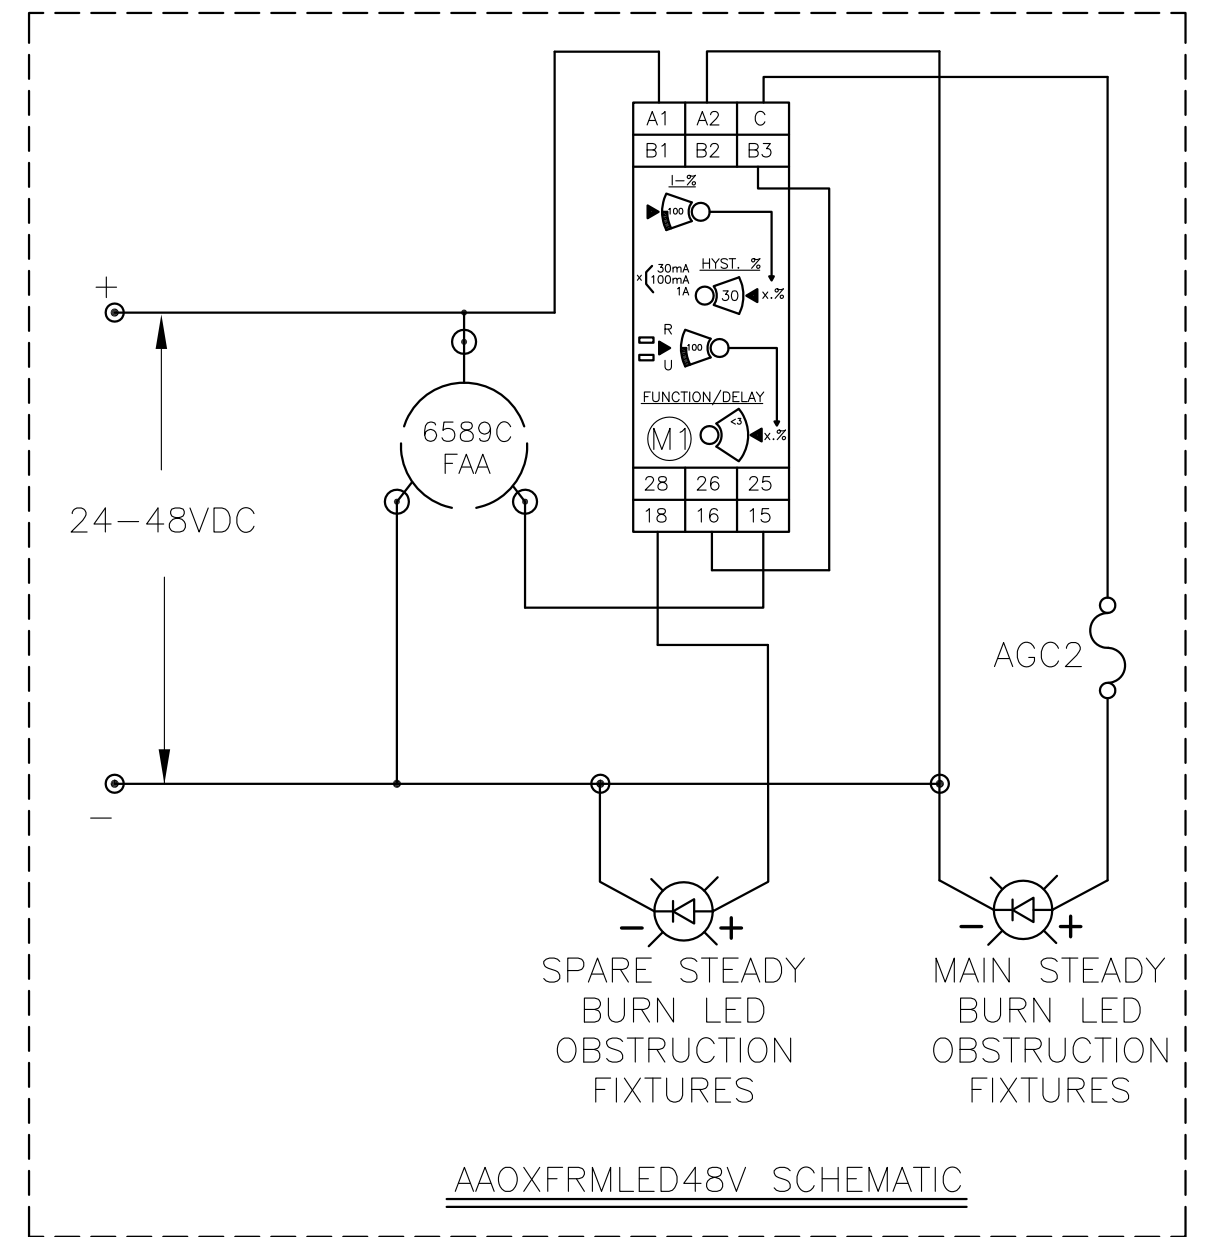 A1 A2 C
B1 B2 B3
I-%
100
+
30mA
HYST. %
x 100mA
1A
30
x.%
R
100
U
FUNCTION/DELAY
6589C
FAA
M1
<3
x.%
28 26 25
18 16 15
24-48VDC
AGC2
-
- +
- +
SPARE STEADY
BURN LED
OBSTRUCTION
FIXTURES
MAIN STEADY
BURN LED
OBSTRUCTION
FIXTURES
AAOXFRMLED48V SCHEMATIC